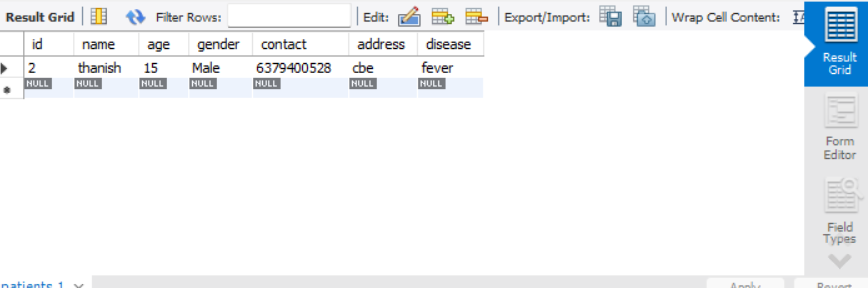 Result Grid Filter Rows: Edit: Export/Import: Wrap Cell Content:
id name age gender contact address disease
2 thanish 15 Male 6379400528 cbe fever
NULL NULL NULL NULL NULL NULL NULL
Result
Grid
Form
Editor
Field
Types
patients 1 Apply Revert